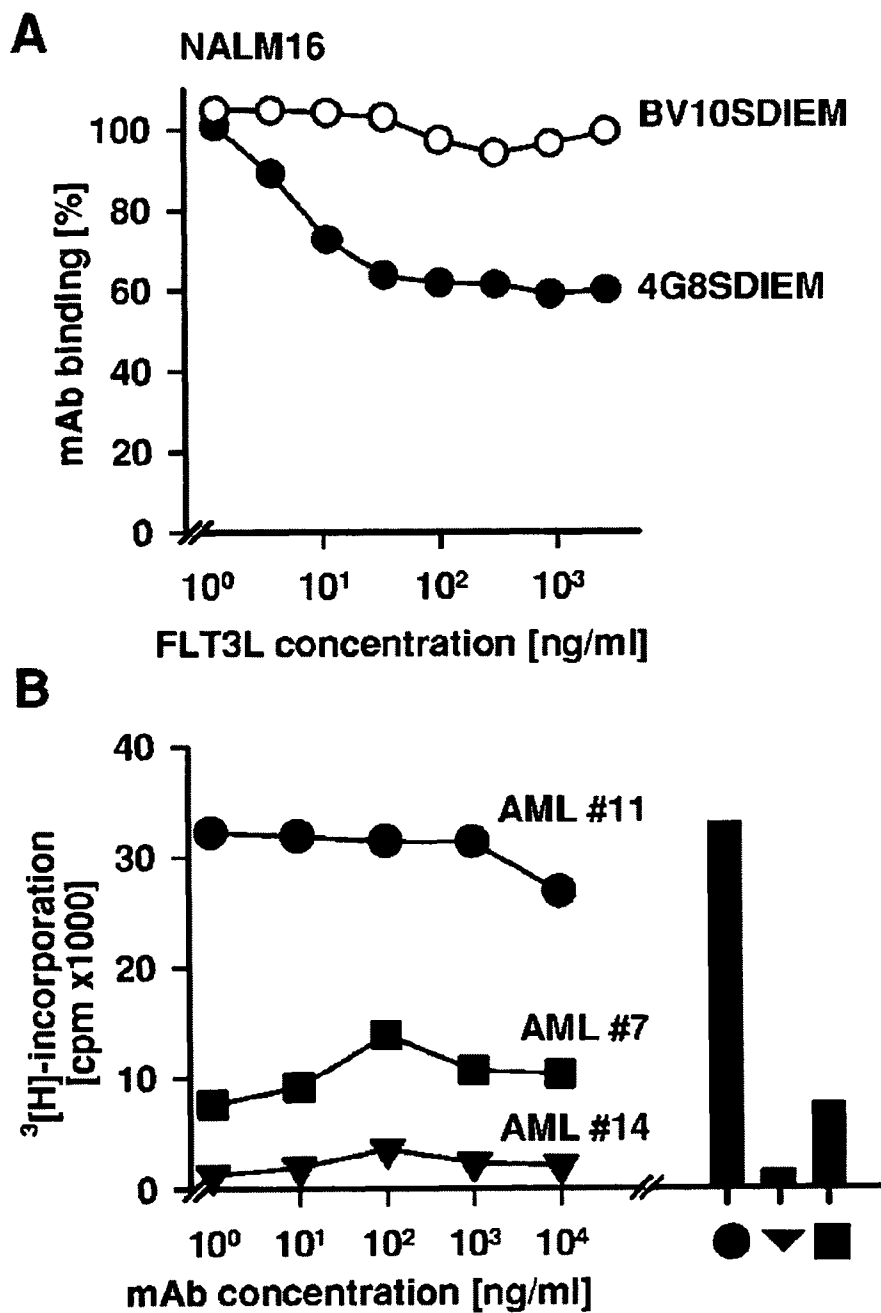 A
NALM16
mAb binding [%]
100
80
60
40
20
0
BV10SDIEM
4G8SDIEM
10⁰ 10¹ 10² 10³
FLT3L concentration [ng/ml]
B
³[H]-incorporation
[cpm x1000]
40
30
20
10
0
AML #11
AML #7
AML #14
10⁰ 10¹ 10² 10³ 10⁴
mAb concentration [ng/ml]